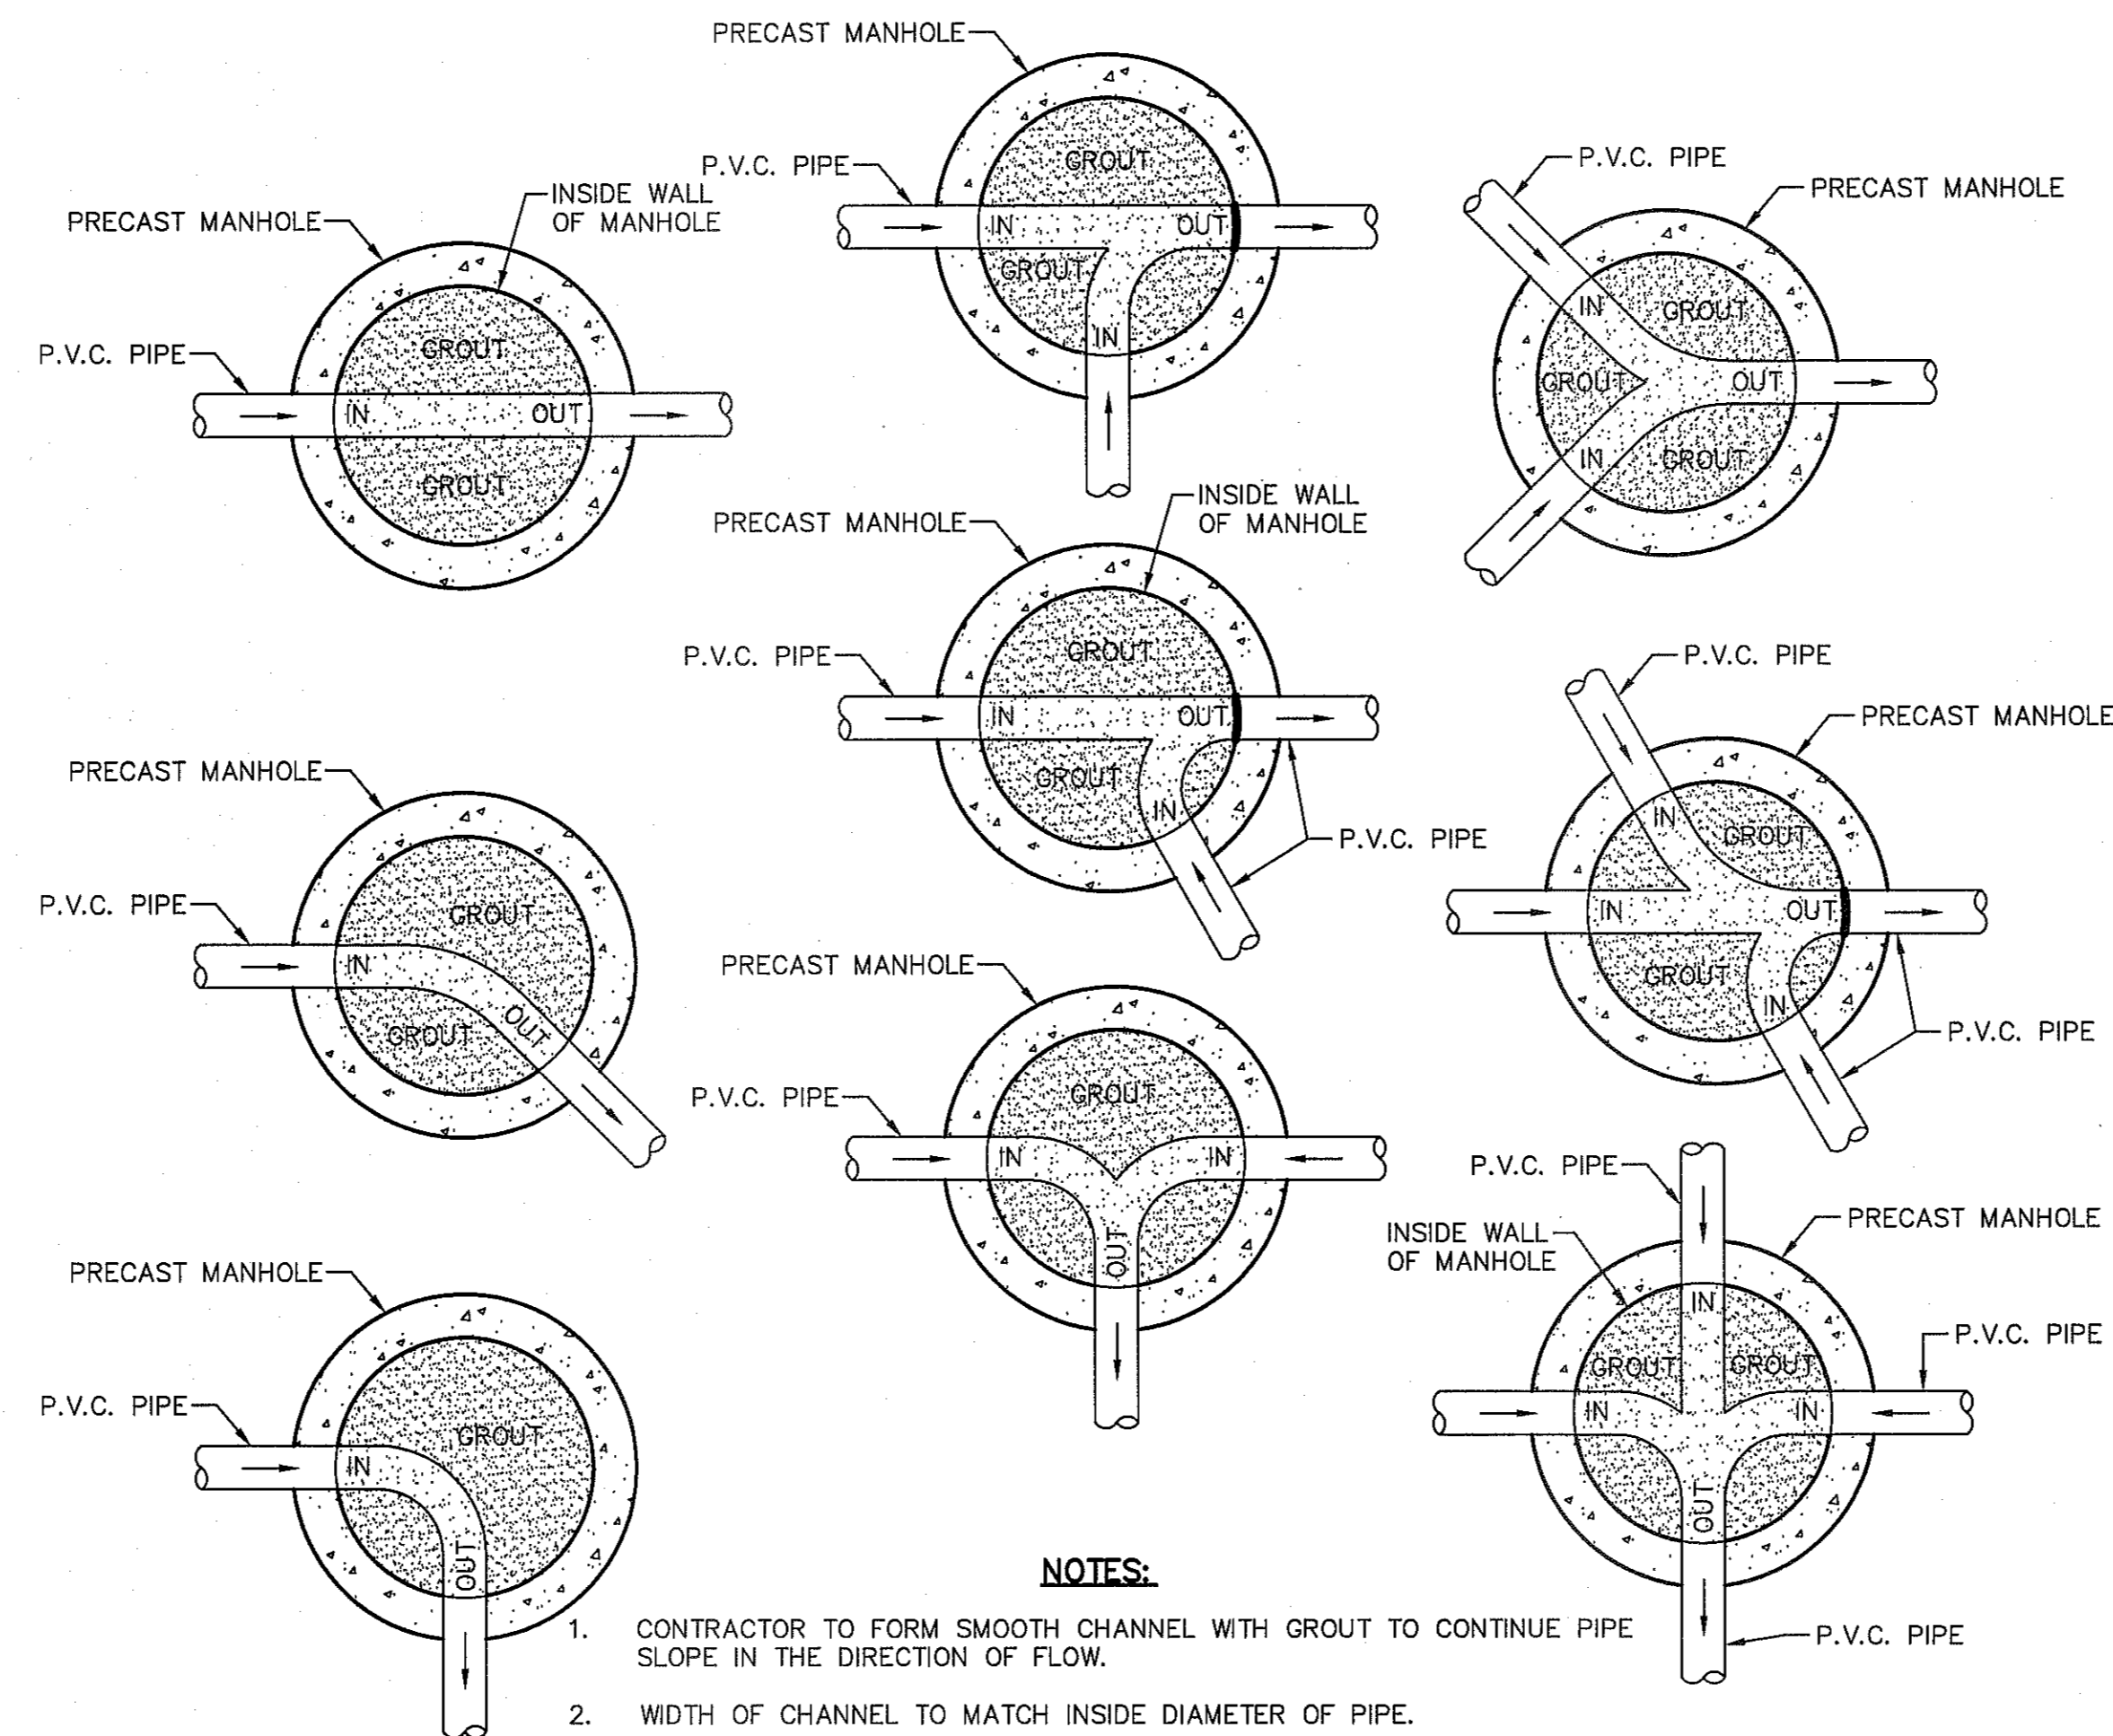 PRECAST MANHOLE
INSIDE WALL
OF MANHOLE
P.V.C. PIPE
GROUT
IN
OUT
GROUT
PRECAST MANHOLE
P.V.C. PIPE
GROUT
IN
OUT
GROUT
PRECAST MANHOLE
P.V.C. PIPE
GROUT
IN
OUT
PRECAST MANHOLE
P.V.C. PIPE
GROUT
IN
OUT
GROUT
IN
PRECAST MANHOLE
INSIDE WALL
OF MANHOLE
P.V.C. PIPE
GROUT
IN
OUT
GROUT
IN
P.V.C. PIPE
PRECAST MANHOLE
P.V.C. PIPE
GROUT
IN
IN
OUT
P.V.C. PIPE
PRECAST MANHOLE
IN
GROUT
GROUT
OUT
IN
GROUT
P.V.C. PIPE
PRECAST MANHOLE
IN
GROUT
IN
OUT
GROUT
IN
P.V.C. PIPE
P.V.C. PIPE
PRECAST MANHOLE
INSIDE WALL
OF MANHOLE
IN
P.V.C. PIPE
GROUT
GROUT
IN
IN
OUT
P.V.C. PIPE
NOTES:
1. CONTRACTOR TO FORM SMOOTH CHANNEL WITH GROUT TO CONTINUE PIPE
SLOPE IN THE DIRECTION OF FLOW.
2. WIDTH OF CHANNEL TO MATCH INSIDE DIAMETER OF PIPE.